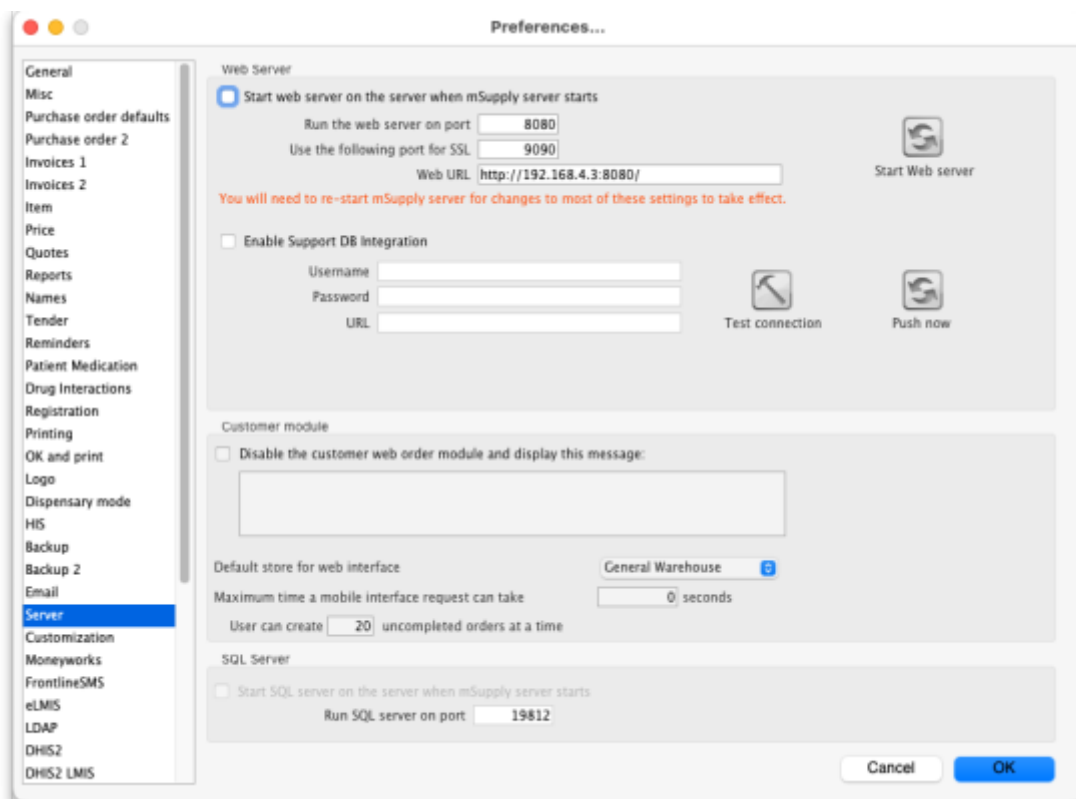 Preferences...
General
Misc
Purchase order defaults
Purchase order 2
Invoices 1
Invoices 2
Item
Price
Quotes
Reports
Names
Tender
Reminders
Patient Medication
Drug Interactions
Registration
Printing
OK and print
Logo
Dispensary mode
HIS
Backup
Backup 2
Email
Server
Customization
Moneyworks
FrontlineSMS
eLMIS
LDAP
DHIS2
DHIS2 LMIS
Web Server
Start web server on the server when mSupply server starts
Run the web server on port 8080
Use the following port for SSL 9090
Web URL http://192.168.4.3:8080/
Start Web server
You will need to re-start mSupply server for changes to most of these settings to take effect.
Enable Support DB Integration
Username
Password
URL
Test connection
Push now
Customer module
Disable the customer web order module and display this message:
Default store for web interface General Warehouse
Maximum time a mobile interface request can take 0 seconds
User can create 20 uncompleted orders at a time
SQL Server
Start SQL server on the server when mSupply server starts
Run SQL server on port 19812
Cancel
OK